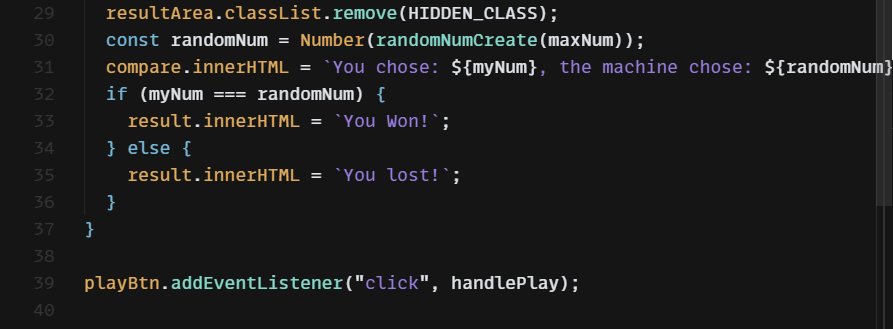 29 resultArea.classList.remove(HIDDEN_CLASS);
30 const randomNum = Number(randomNumCreate(maxNum));
31 compare.innerHTML = `You chose: ${myNum}, the machine chose: ${randomNum}
32 if (myNum === randomNum) {
33 result.innerHTML = `You Won!`;
34 } else {
35 result.innerHTML = `You lost!`;
36 }
37 }
38
39 playBtn.addEventListener("click", handlePlay);
40